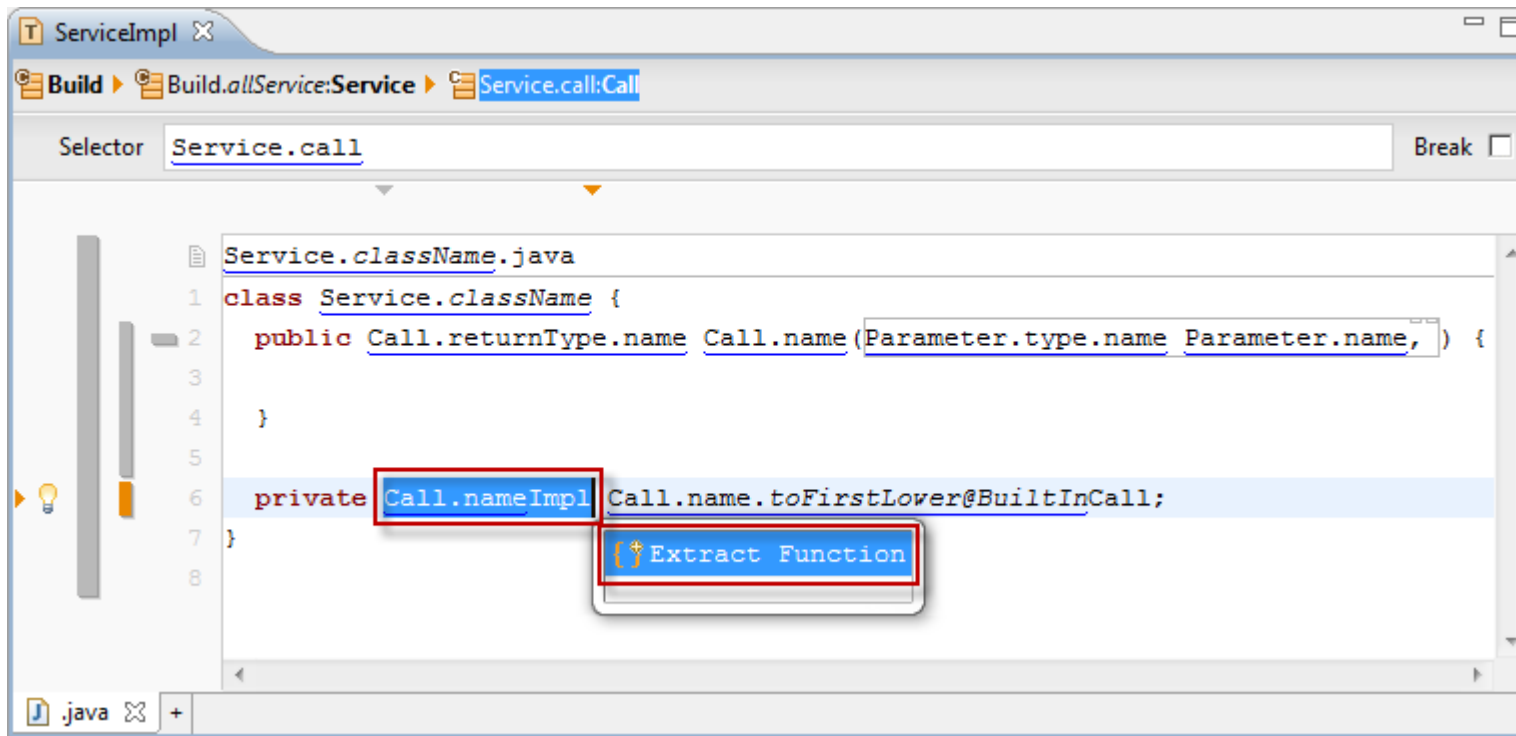 ServiceImpl
Build Build.allService:Service Service.call:Call
Selector Service.call Break
Service.className.java
1 class Service.className {
2 public Call.returnType.name Call.name(Parameter.type.name Parameter.name, ) {
3
4 }
5
6 private Call.nameImpl Call.name.toFirstLower@BuiltInCall;
7 }
{ Extract Function
8
.java +